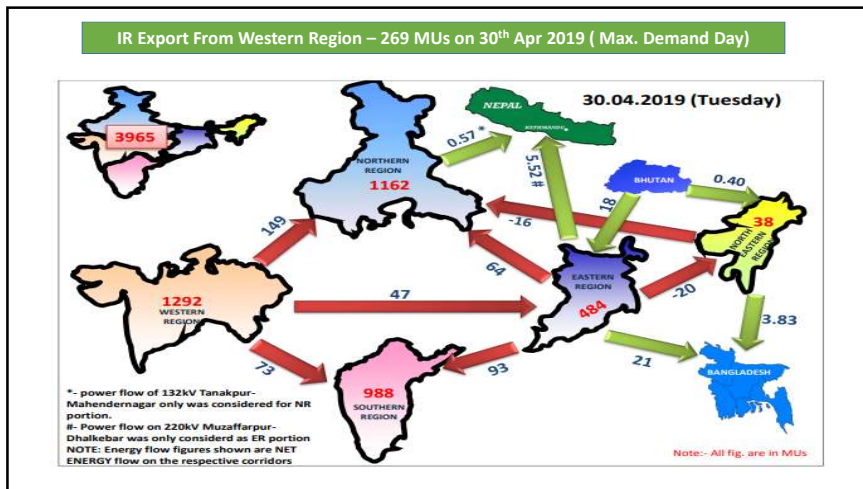 IR Export From Western Region – 269 MUs on 30th Apr 2019 ( Max. Demand Day)
30.04.2019 (Tuesday)
3965
NEPAL
0.57 *
5.52 #
NORTHERN
REGION
1162
BHUTAN
0.40
18
-16
38
NORTH
EASTERN
REGION
149
64
EASTERN
REGION
484
-20
1292
WESTERN
REGION
47
3.83
73
93
21
BANGLADESH
988
SOUTHERN
REGION
*- power flow of 132kV Tanakpur-
Mahendernagar only was considered for NR
portion.
#- Power flow on 220kV Muzaffarpur-
Dhalkebar was only considerd as ER portion
NOTE: Energy flow figures shown are NET
ENERGY flow on the respective corridors
Note:- All fig. are in MUs